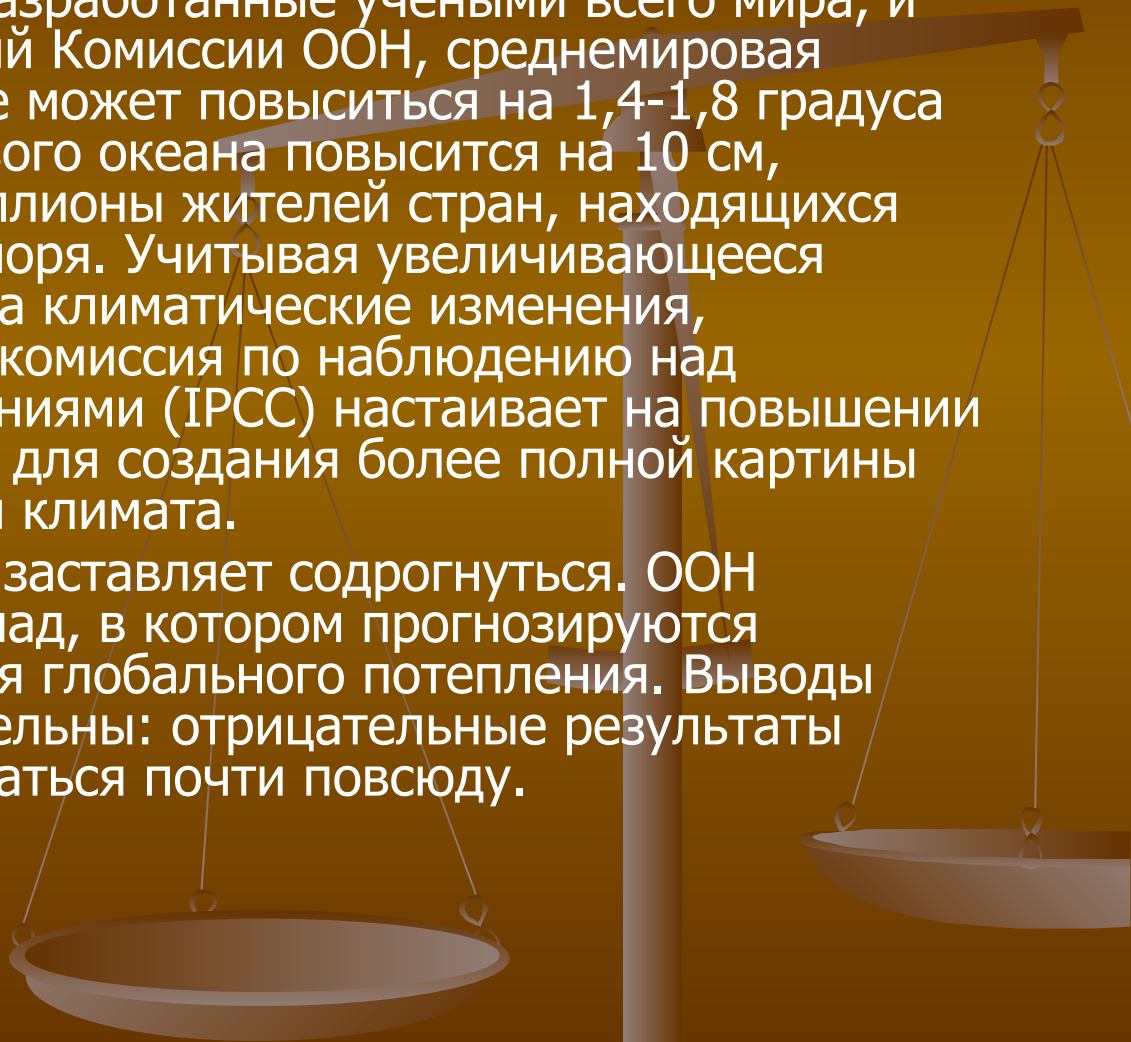 азработанные учеными всего мира, и
й Комиссии ООН, среднемировая
е может повыситься на 1,4-1,8 градуса
вого океана повысится на 10 см,
ллионы жителей стран, находящихся
моря. Учитывая увеличивающееся
а климатические изменения,
комиссия по наблюдению над
ениями (IPCC) настаивает на повышении
для создания более полной картины
и климата.
заставляет содрогнуться. ООН
лад, в котором прогнозируются
я глобального потепления. Выводы
ельны: отрицательные результаты
аться почти повсюду.